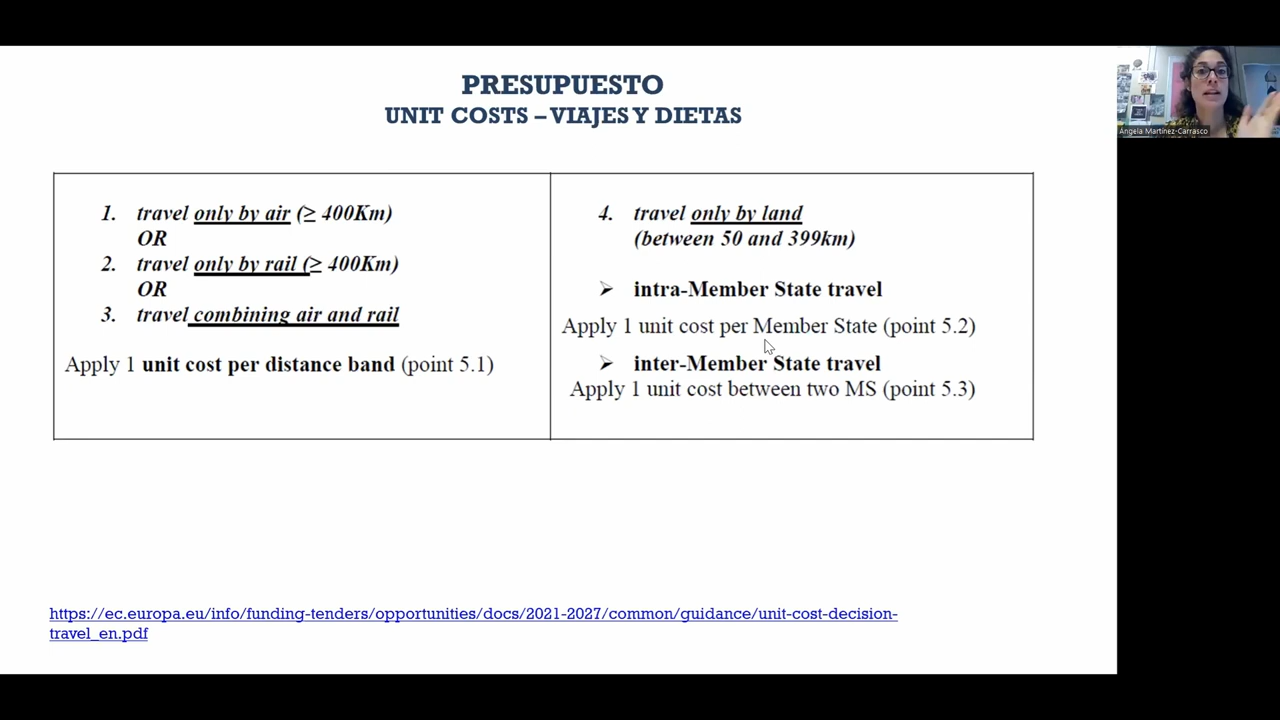 PRESUPUESTO
UNIT COSTS – VIAJES Y DIETAS
1. travel only by air (≥ 400Km)
OR
2. travel only by rail (≥ 400Km)
OR
3. travel combining air and rail
Apply 1 unit cost per distance band (point 5.1)
4. travel only by land
(between 50 and 399km)
➢ intra-Member State travel
Apply 1 unit cost per Member State (point 5.2)
➢ inter-Member State travel
Apply 1 unit cost between two MS (point 5.3)
https://ec.europa.eu/info/funding-tenders/opportunities/docs/2021-2027/common/guidance/unit-cost-decision-
travel_en.pdf
Ángela Martínez-Carrasco